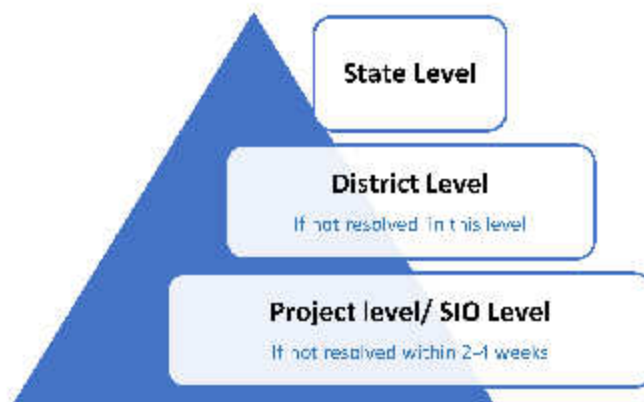 State Level
District Level
If not resolved in this level
Project level/ SIO Level
If not resolved within 2-4 weeks